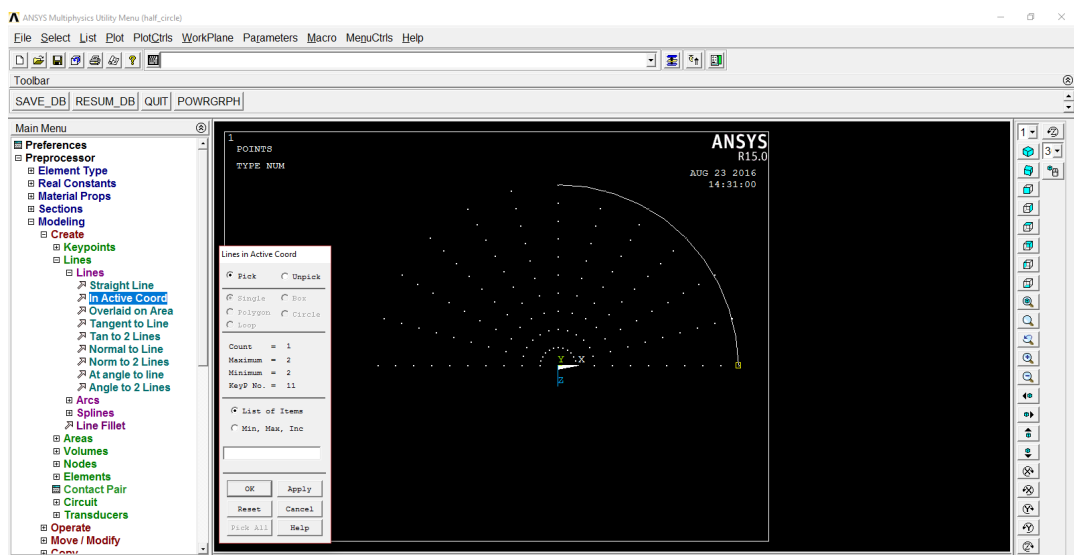 ANSYS Multiphysics Utility Menu (half_circle)
File Select List Plot PlotCtrls WorkPlane Parameters Macro MenuCtrls Help
Toolbar
SAVE_DB RESUM_DB QUIT POWRGRPH
Main Menu
Preferences
Preprocessor
Element Type
Real Constants
Material Props
Sections
Modeling
Create
Keypoints
Lines
Lines
Straight Line
In Active Coord
Overlaid on Area
Tangent to Line
Tan to 2 Lines
Normal to Line
Norm to 2 Lines
At angle to line
Angle to 2 Lines
Arcs
Splines
Line Fillet
Areas
Volumes
Nodes
Elements
Contact Pair
Circuit
Transducers
Operate
Move / Modify
Copy
Lines in Active Coord
Pick Unpick
Single Box
Polygon Circle
Loop
Count = 1
Maximum = 2
Minimum = 2
KeyP No. = 11
List of Items
Min, Max, Inc
OK Apply
Reset Cancel
Pick All Help
1
POINTS
TYPE NUM
ANSYS
R15.0
AUG 23 2016
14:31:00
Y X
Z
1
3